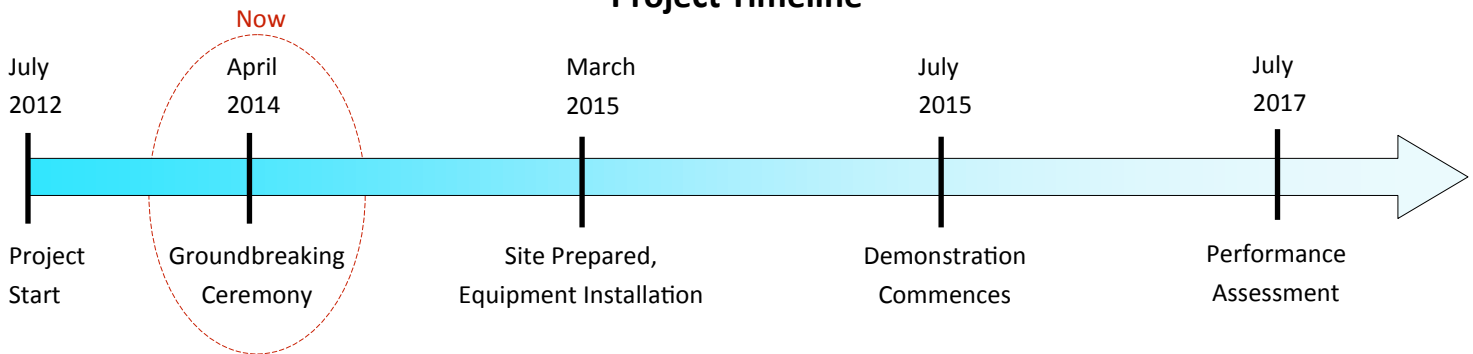 Project Timeline
Now
July
2012
April
2014
March
2015
July
2015
July
2017
Project
Start
Groundbreaking
Ceremony
Site Prepared,
Equipment Installation
Demonstration
Commences
Performance
Assessment